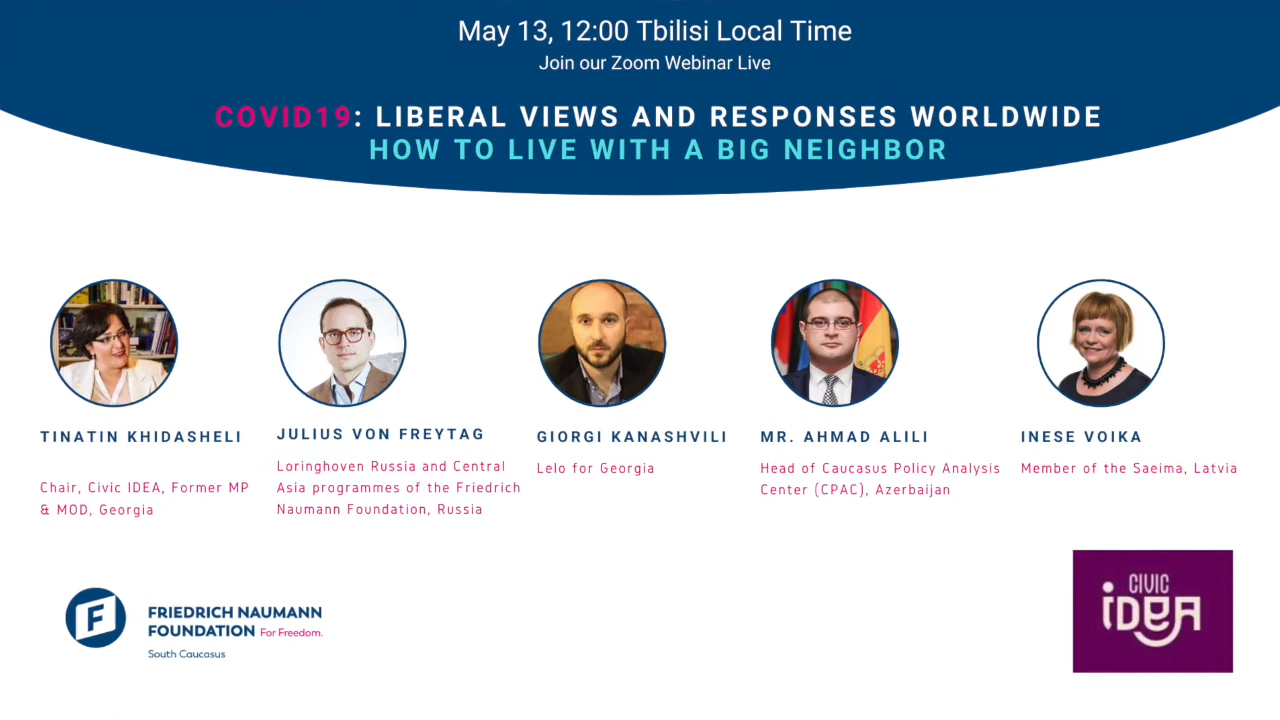 May 13, 12:00 Tbilisi Local Time
Join our Zoom Webinar Live
COVID19: LIBERAL VIEWS AND RESPONSES WORLDWIDE
HOW TO LIVE WITH A BIG NEIGHBOR
TINATIN KHIDASHELI
Chair, Civic IDEA, Former MP
& MOD, Georgia
JULIUS VON FREYTAG
Loringhoven Russia and Central
Asia programmes of the Friedrich
Naumann Foundation, Russia
GIORGI KANASHVILI
Lelo for Georgia
MR. AHMAD ALILI
Head of Caucasus Policy Analysis
Center (CPAC), Azerbaijan
INESE VOIKA
Member of the Saeima, Latvia
F
FRIEDRICH NAUMANN
FOUNDATION For Freedom.
South Caucasus
CIVIC
iDEA